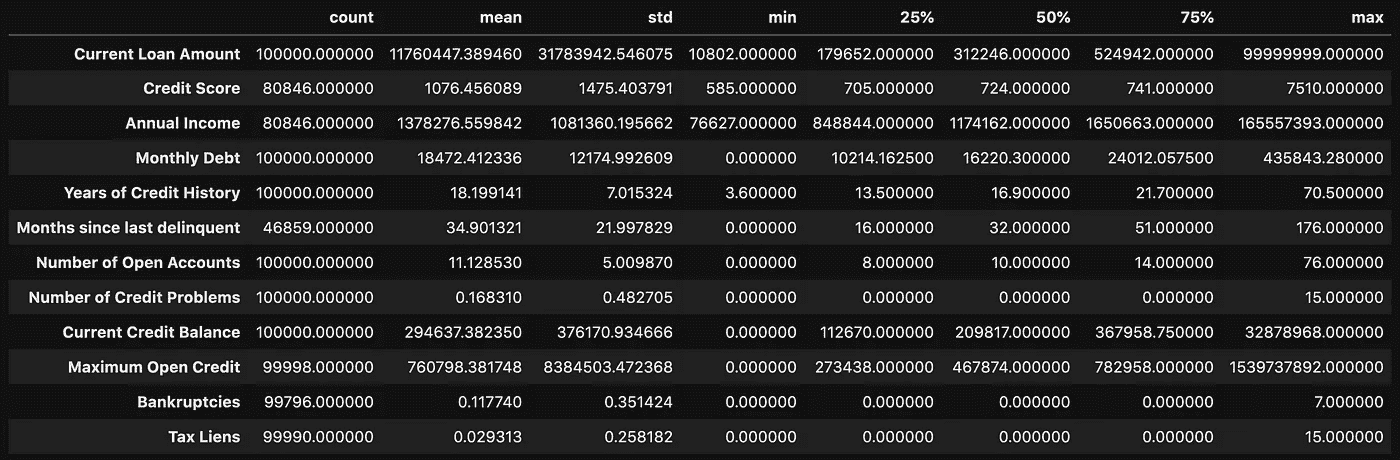 count mean std min 25% 50% 75% max
Current Loan Amount 100000.000000 11760447.389460 31783942.546075 10802.000000 179652.000000 312246.000000 524942.000000 99999999.000000
Credit Score 80846.000000 1076.456089 1475.403791 585.000000 705.000000 724.000000 741.000000 7510.000000
Annual Income 80846.000000 1378276.559842 1081360.195662 76627.000000 848844.000000 1174162.000000 1650663.000000 165557393.000000
Monthly Debt 100000.000000 18472.412336 12174.992609 0.000000 10214.162500 16220.300000 24012.057500 435843.280000
Years of Credit History 100000.000000 18.199141 7.015324 3.600000 13.500000 16.900000 21.700000 70.500000
Months since last delinquent 46859.000000 34.901321 21.997829 0.000000 16.000000 32.000000 51.000000 176.000000
Number of Open Accounts 100000.000000 11.128530 5.009870 0.000000 8.000000 10.000000 14.000000 76.000000
Number of Credit Problems 100000.000000 0.168310 0.482705 0.000000 0.000000 0.000000 0.000000 15.000000
Current Credit Balance 100000.000000 294637.382350 376170.934666 0.000000 112670.000000 209817.000000 367958.750000 32878968.000000
Maximum Open Credit 99998.000000 760798.381748 8384503.472368 0.000000 273438.000000 467874.000000 782958.000000 1539737892.000000
Bankruptcies 99796.000000 0.117740 0.351424 0.000000 0.000000 0.000000 0.000000 7.000000
Tax Liens 99990.000000 0.029313 0.258182 0.000000 0.000000 0.000000 0.000000 15.000000